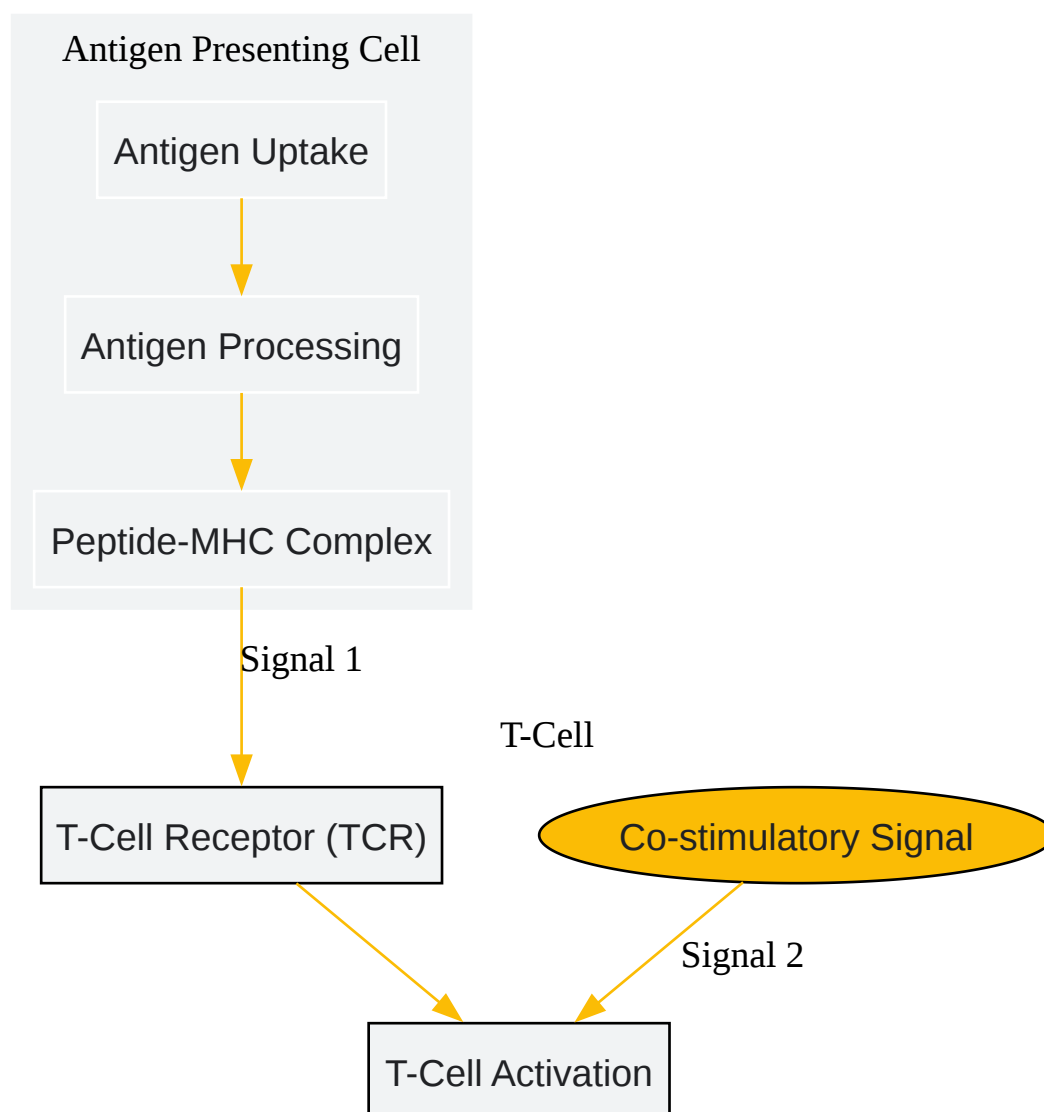 Antigen Presenting Cell
Antigen Uptake
Antigen Processing
Peptide-MHC Complex
Signal 1
T-Cell
T-Cell Receptor (TCR)
Co-stimulatory Signal
Signal 2
T-Cell Activation